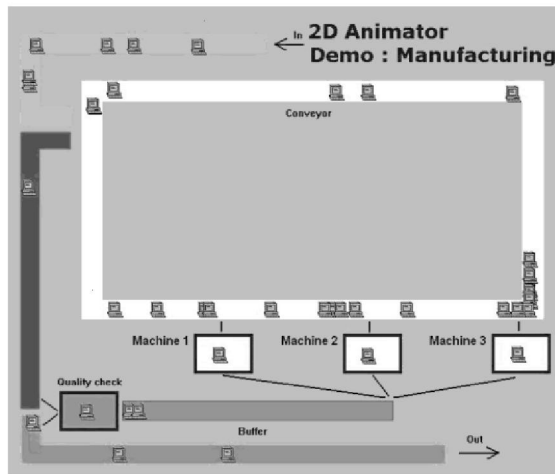 In
2D Animator
Demo : Manufacturing
Conveyor
Machine 1
Machine 2
Machine 3
Quality check
Buffer
Out